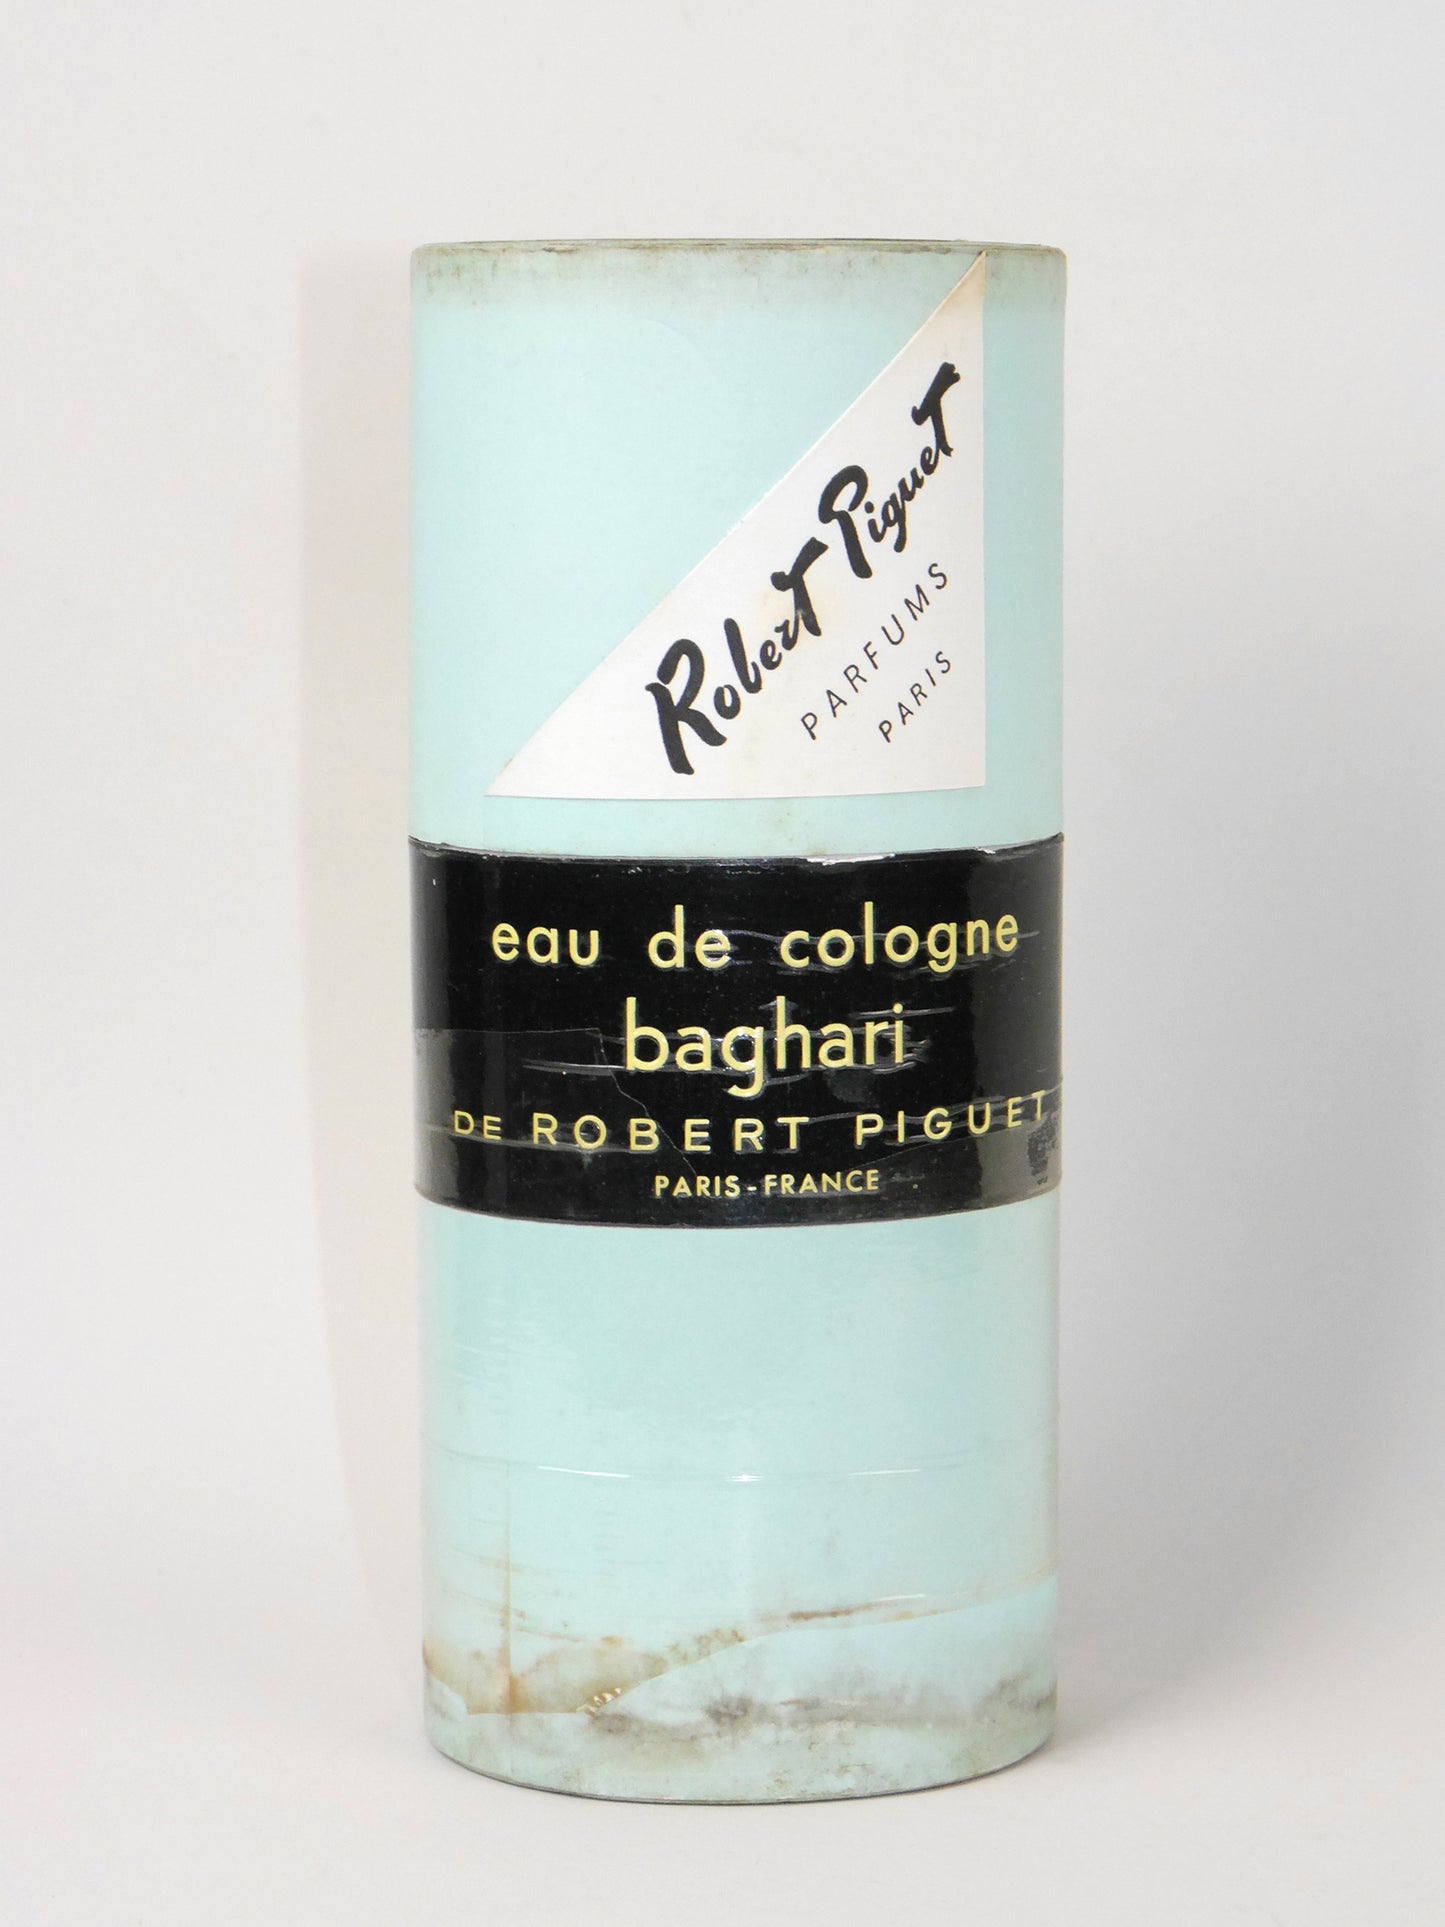 Robert Piguet
PARFUMS
PARIS
eau de cologne
baghari
DE ROBERT PIGUET
PARIS-FRANCE